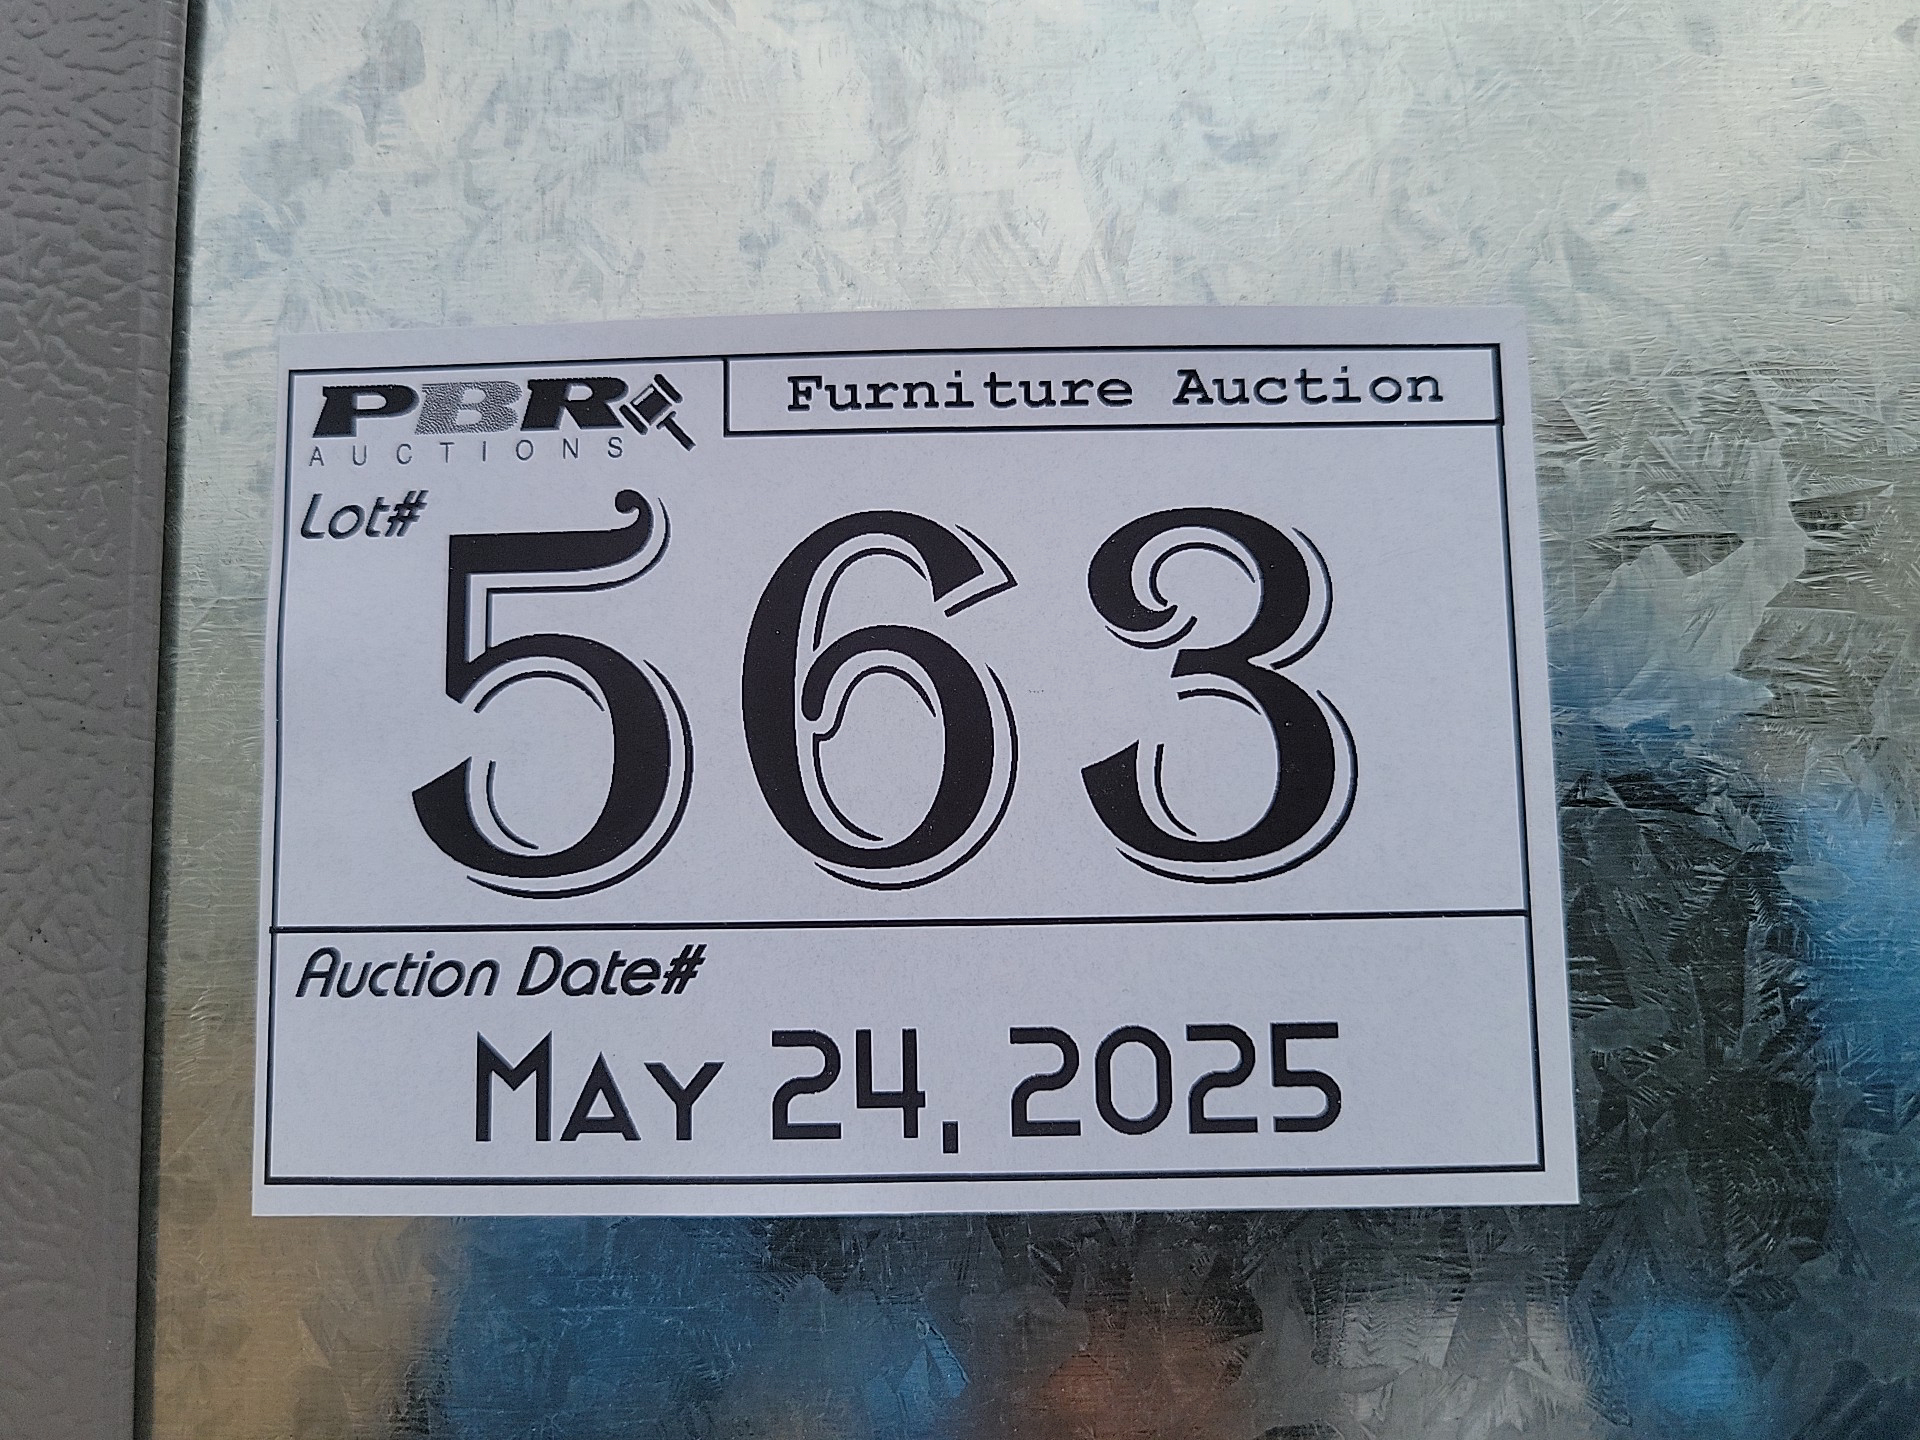 PBR
AUCTIONS
Furniture Auction
Lot#
563
Auction Date#
May 24, 2025